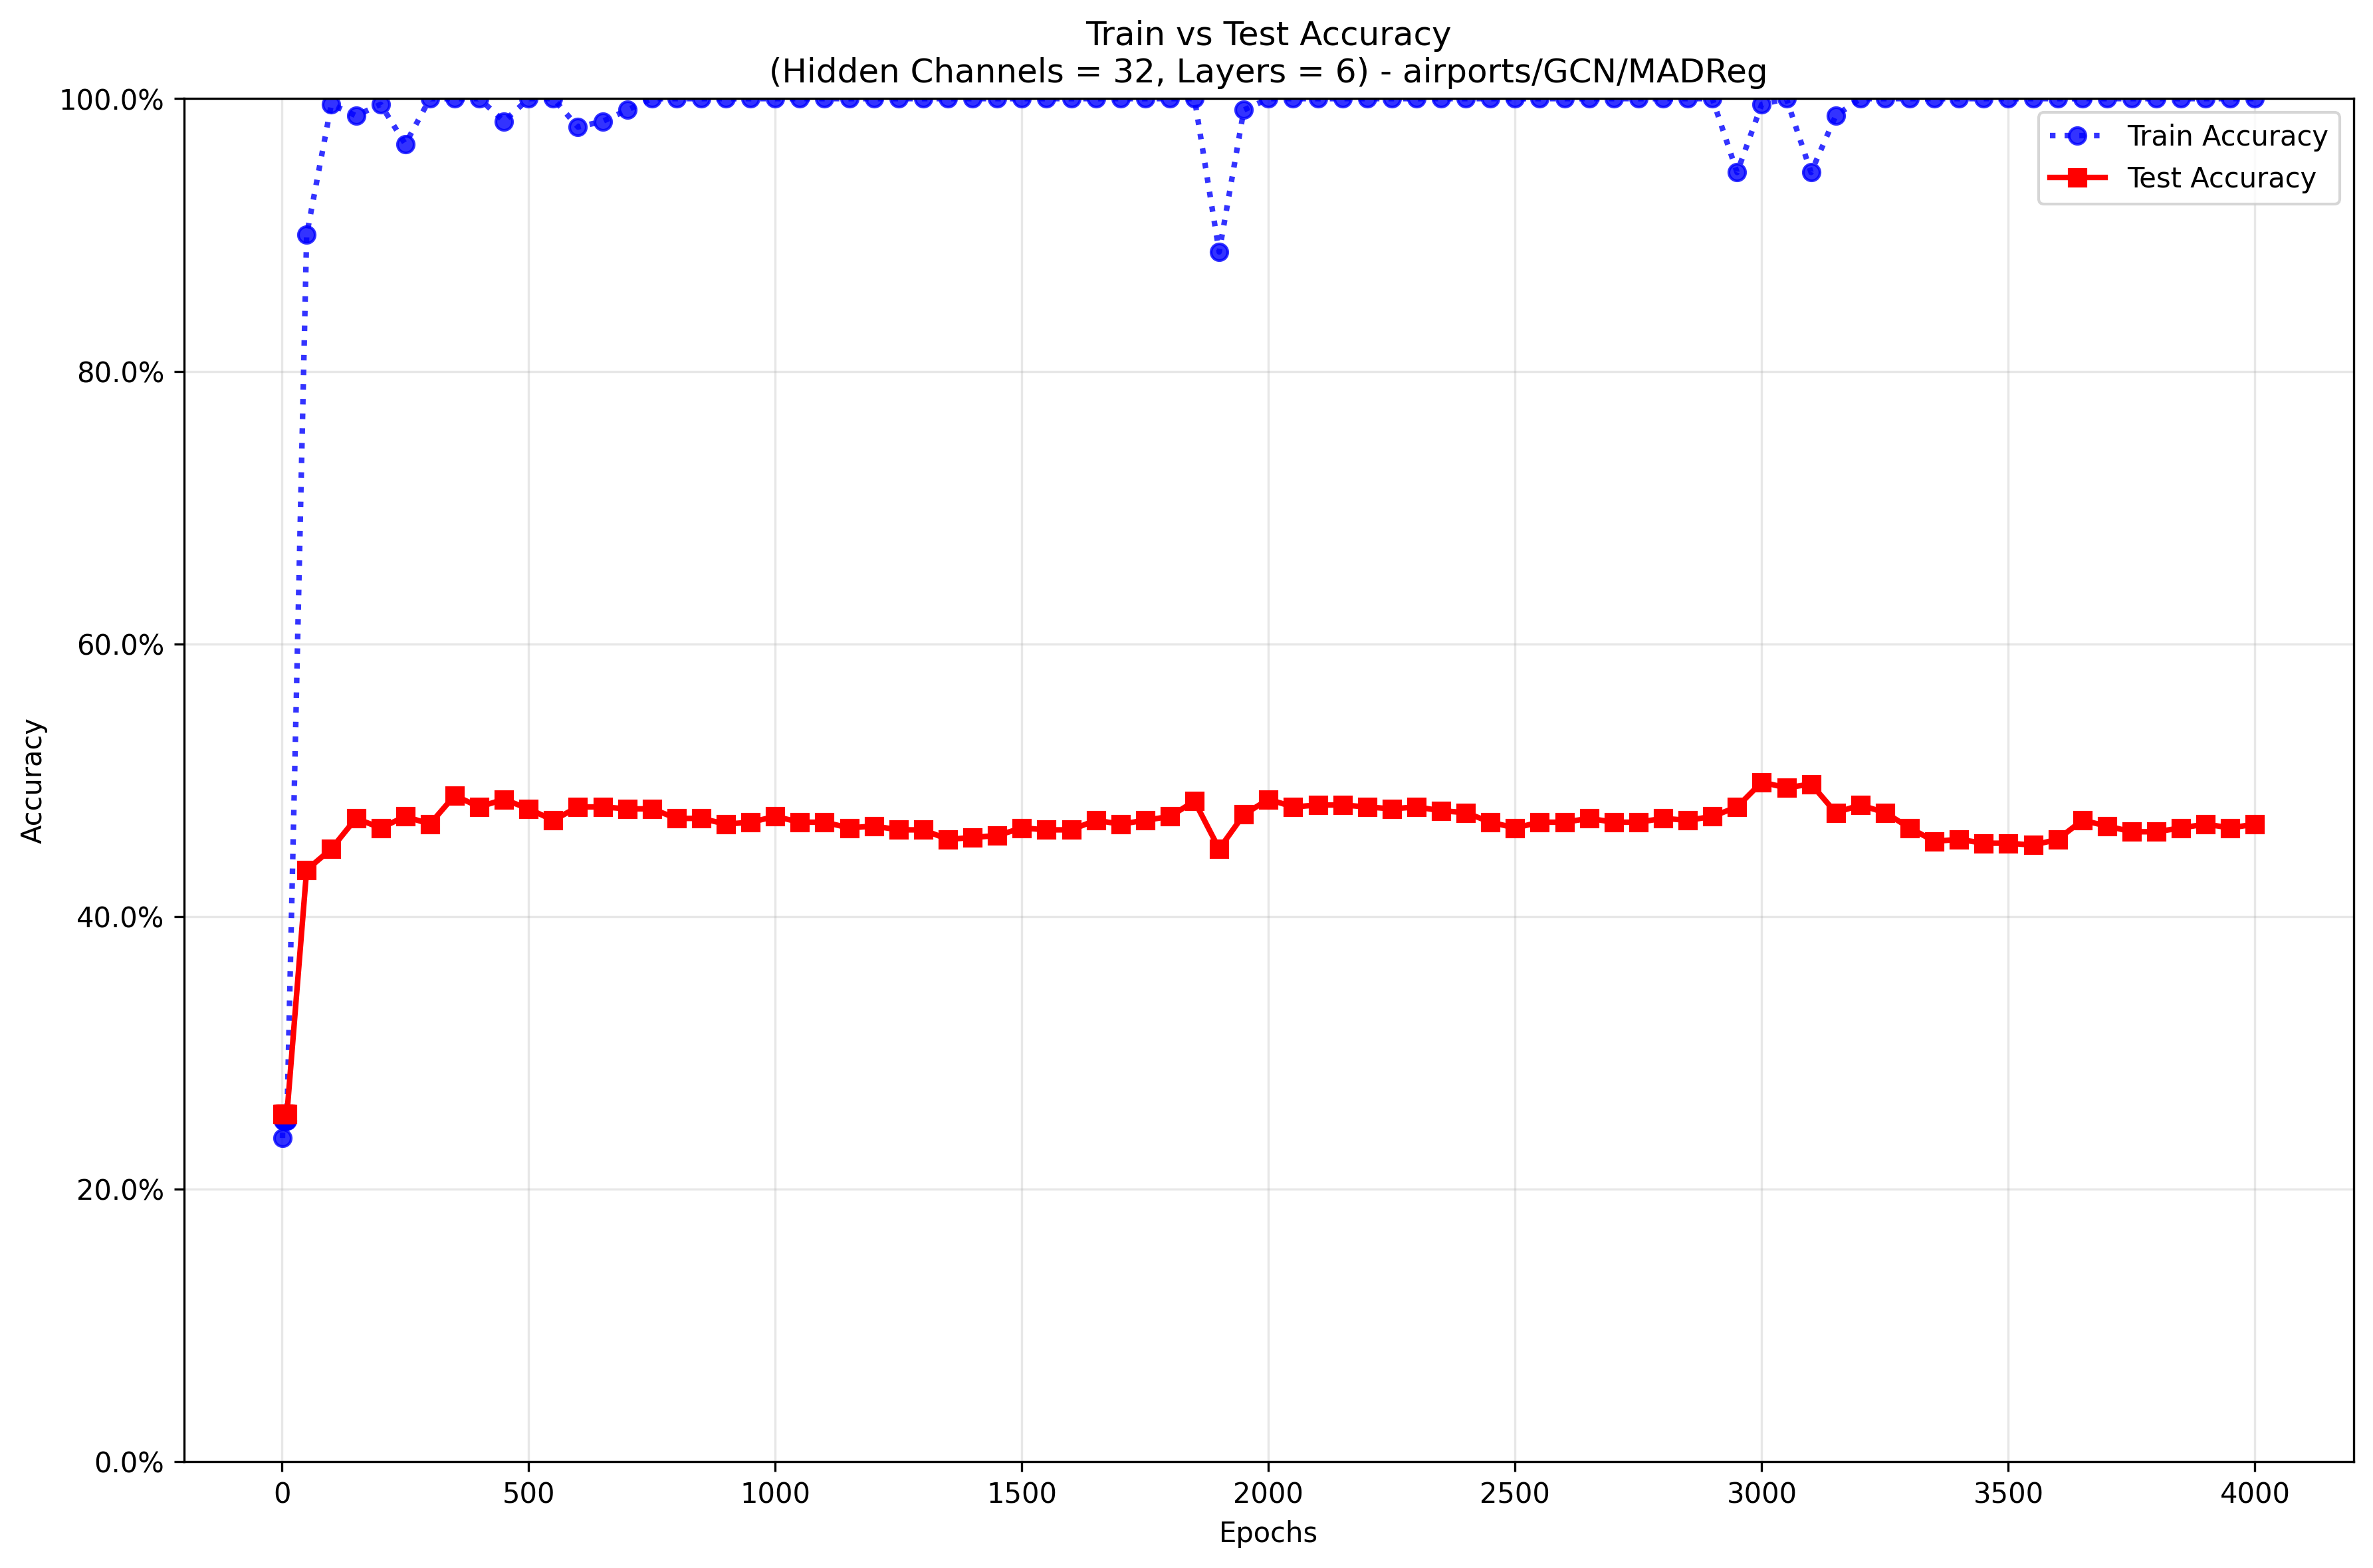 Train vs Test Accuracy
(Hidden Channels = 32, Layers = 6) - airports/GCN/MADReg
100.0%
80.0%
60.0%
40.0%
20.0%
0.0%
Accuracy
Train Accuracy
Test Accuracy
0 500 1000 1500 2000 2500 3000 3500 4000
Epochs